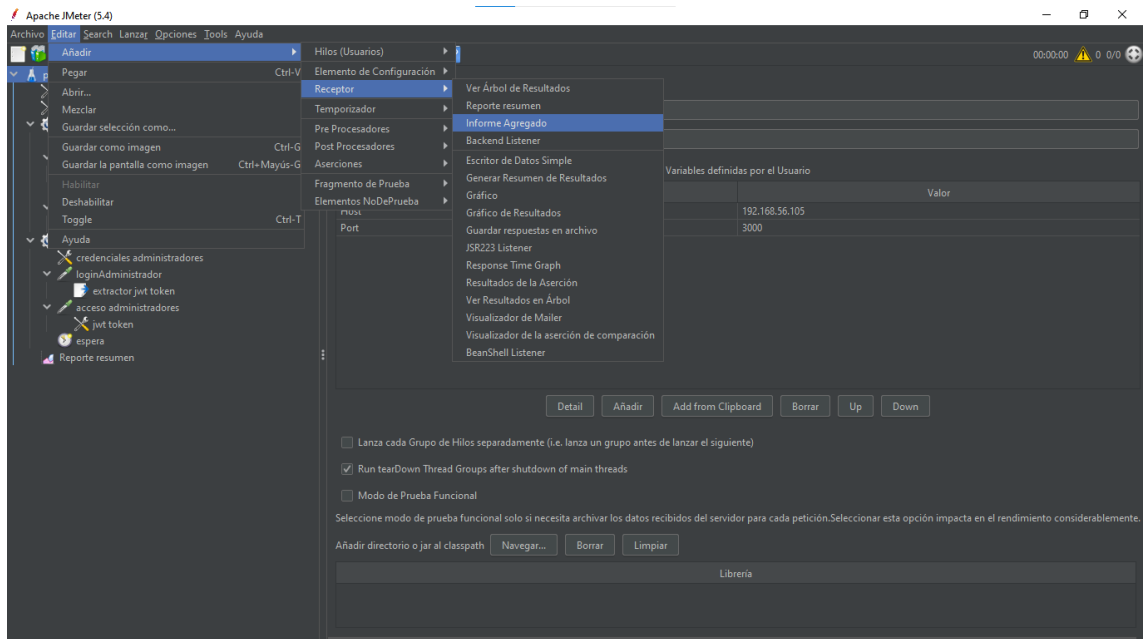 Apache JMeter (5.4)
Archivo Editar Search Lanzar Opciones Tools Ayuda
00:00:00 0 0/0
Añadir
Pegar Ctrl-V
Abrir...
Mezclar
Guardar selección como...
Guardar como imagen Ctrl-G
Guardar la pantalla como imagen Ctrl+Mayús-G
Habilitar
Deshabilitar
Toggle Ctrl-T
Ayuda
Hilos (Usuarios)
Elemento de Configuración
Receptor
Temporizador
Pre Procesadores
Post Procesadores
Aserciones
Fragmento de Prueba
Elementos NoDePrueba
Ver Árbol de Resultados
Reporte resumen
Informe Agregado
Backend Listener
Escritor de Datos Simple
Generar Resumen de Resultados
Gráfico
Gráfico de Resultados
Guardar respuestas en archivo
JSR223 Listener
Response Time Graph
Resultados de la Aserción
Ver Resultados en Árbol
Visualizador de Mailer
Visualizador de la aserción de comparación
BeanShell Listener
credenciales administradores
loginAdministrador
extractor jwt token
acceso administradores
jwt token
espera
Reporte resumen
Variables definidas por el Usuario
Valor
Host 192.168.56.105
Port 3000
Detail Añadir Add from Clipboard Borrar Up Down
Lanza cada Grupo de Hilos separadamente (i.e. lanza un grupo antes de lanzar el siguiente)
Run tearDown Thread Groups after shutdown of main threads
Modo de Prueba Funcional
Seleccione modo de prueba funcional solo si necesita archivar los datos recibidos del servidor para cada petición.Seleccionar esta opción impacta en el rendimiento considerablemente.
Añadir directorio o jar al classpath Navegar... Borrar Limpiar
Librería